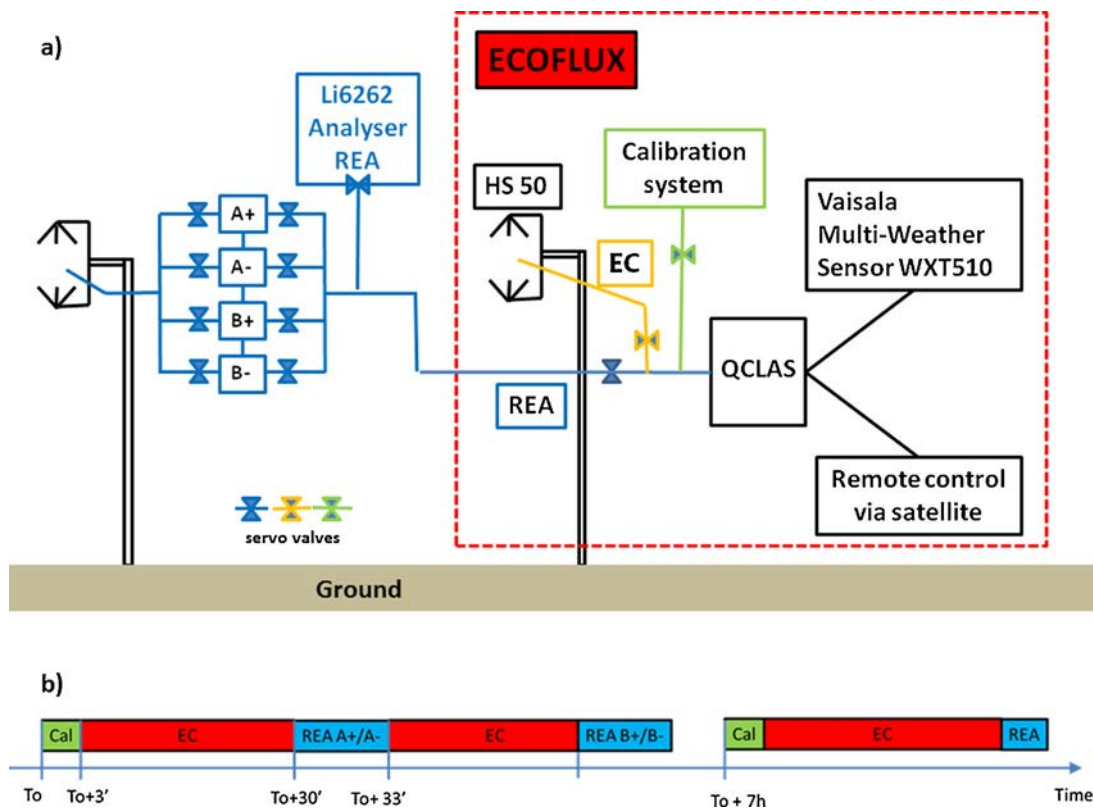 a)
ECOFLUX
Li6262
Analyser
REA
Calibration
system
HS 50
Vaisala
Multi-Weather
Sensor WXT510
A+
A-
B+
B-
EC
QCLAS
REA
Remote control
via satellite
servo valves
Ground
b)
Cal
EC
REA A+/A-
EC
REA B+/B-
Cal
EC
REA
To
To+3'
To+30'
To+ 33'
To + 7h
Time